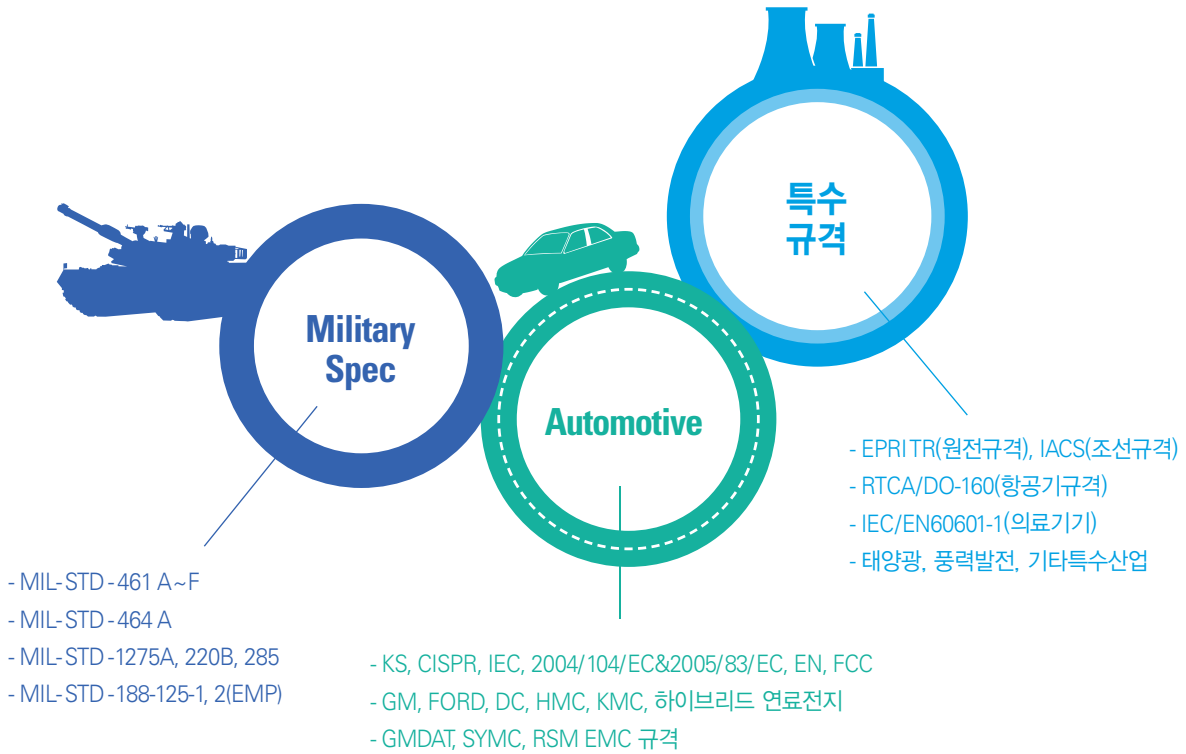 특수
규격
Military
Spec
Automotive
- EPRI TR(원전규격), IACS(조선규격)
- RTCA/DO-160(항공기규격)
- IEC/EN60601-1(의료기기)
- 태양광, 풍력발전, 기타특수산업
- MIL-STD-461 A~F
- MIL-STD-464 A
- MIL-STD-1275A, 220B, 285
- MIL-STD-188-125-1, 2(EMP)
- KS, CISPR, IEC, 2004/104/EC&2005/83/EC, EN, FCC
- GM, FORD, DC, HMC, KMC, 하이브리드 연료전지
- GMDAT, SYMC, RSM EMC 규격